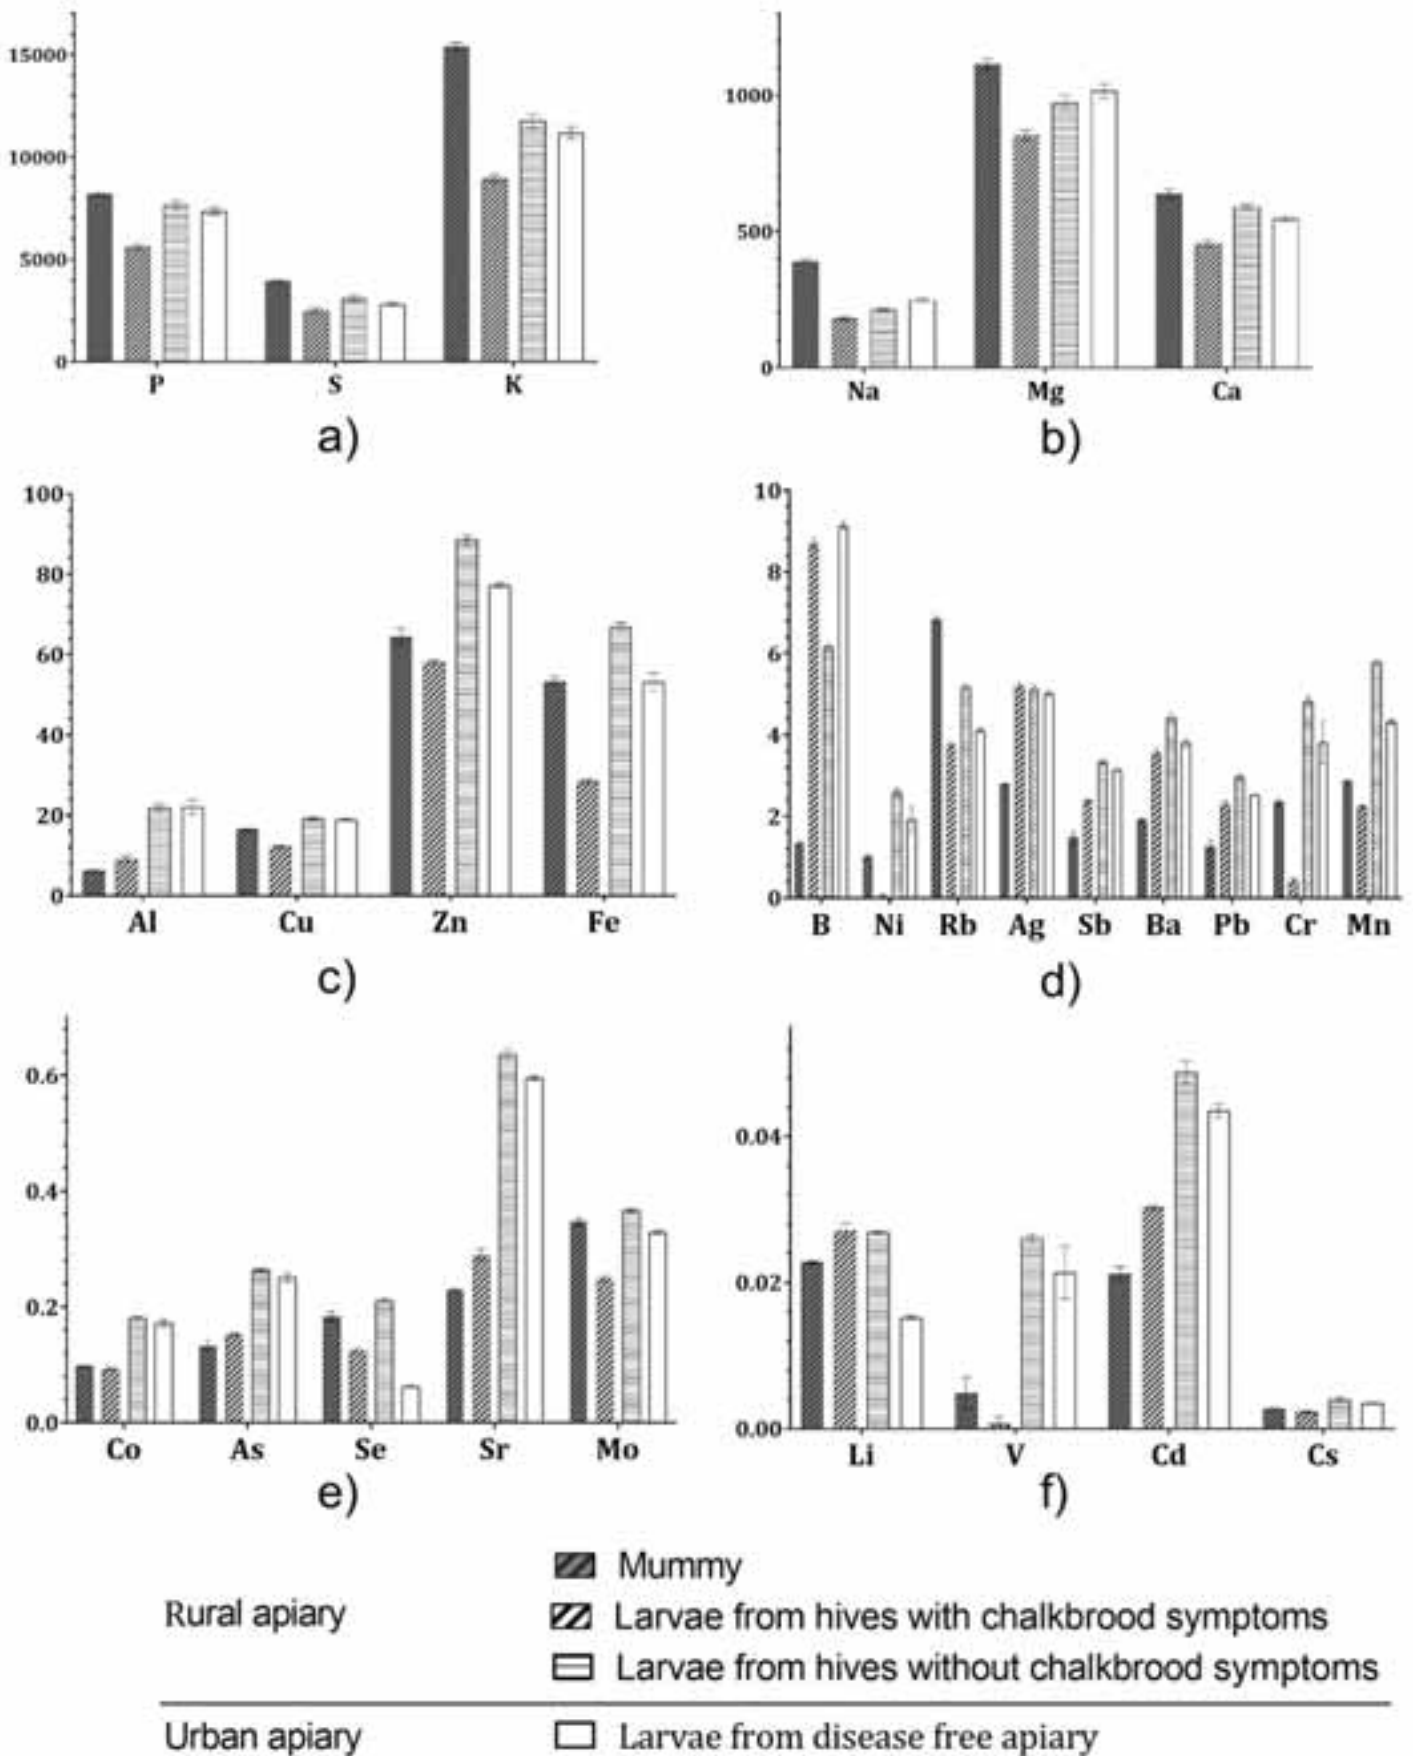 15000
10000
5000
0
P S K
a)
1000
500
0
Na Mg Ca
b)
100
80
60
40
20
0
Al Cu Zn Fe
c)
10
8
6
4
2
0
B Ni Rb Ag Sb Ba Pb Cr Mn
d)
0.6
0.4
0.2
0.0
Co As Se Sr Mo
e)
0.04
0.02
0.00
Li V Cd Cs
f)
Mummy
Rural apiary
Larvae from hives with chalkbrood symptoms
Larvae from hives without chalkbrood symptoms
Urban apiary Larvae from disease free apiary